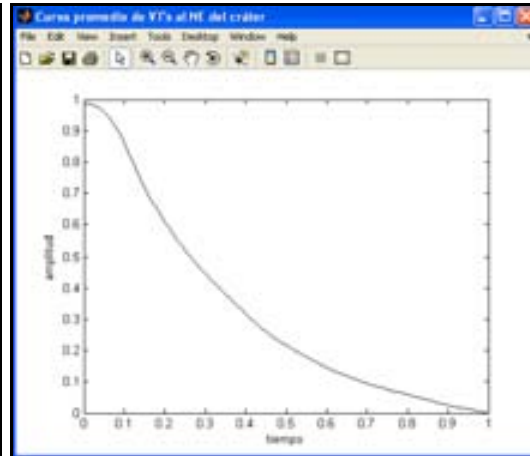 Curva promedio de VT's al NE del cráter
File Edit View Insert Tools Desktop Window Help
1
0.9
0.8
0.7
0.6
0.5
0.4
0.3
0.2
0.1
0
amplitud
0 0.1 0.2 0.3 0.4 0.5 0.6 0.7 0.8 0.9 1
tiempo